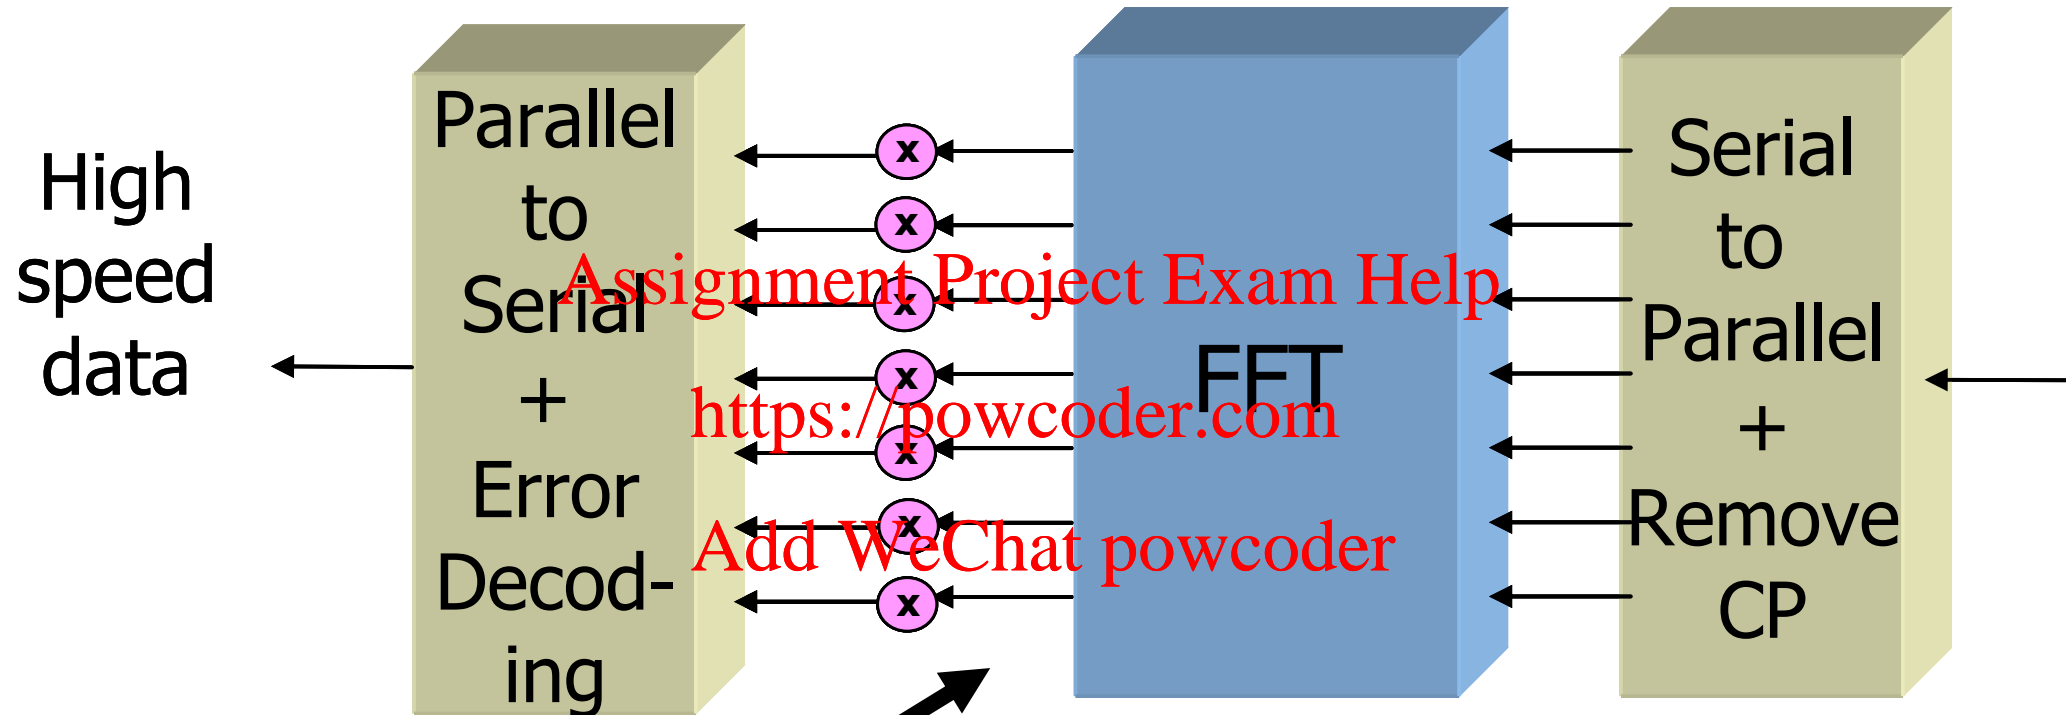 High
speed
data
Parallel
to
Serial
+
Error
Decod-
ing
x
x
x
x
x
x
x
FFT
Serial
to
Parallel
+
Remove
CP
Assignment Project Exam Help
https://powcoder.com
Add WeChat powcoder